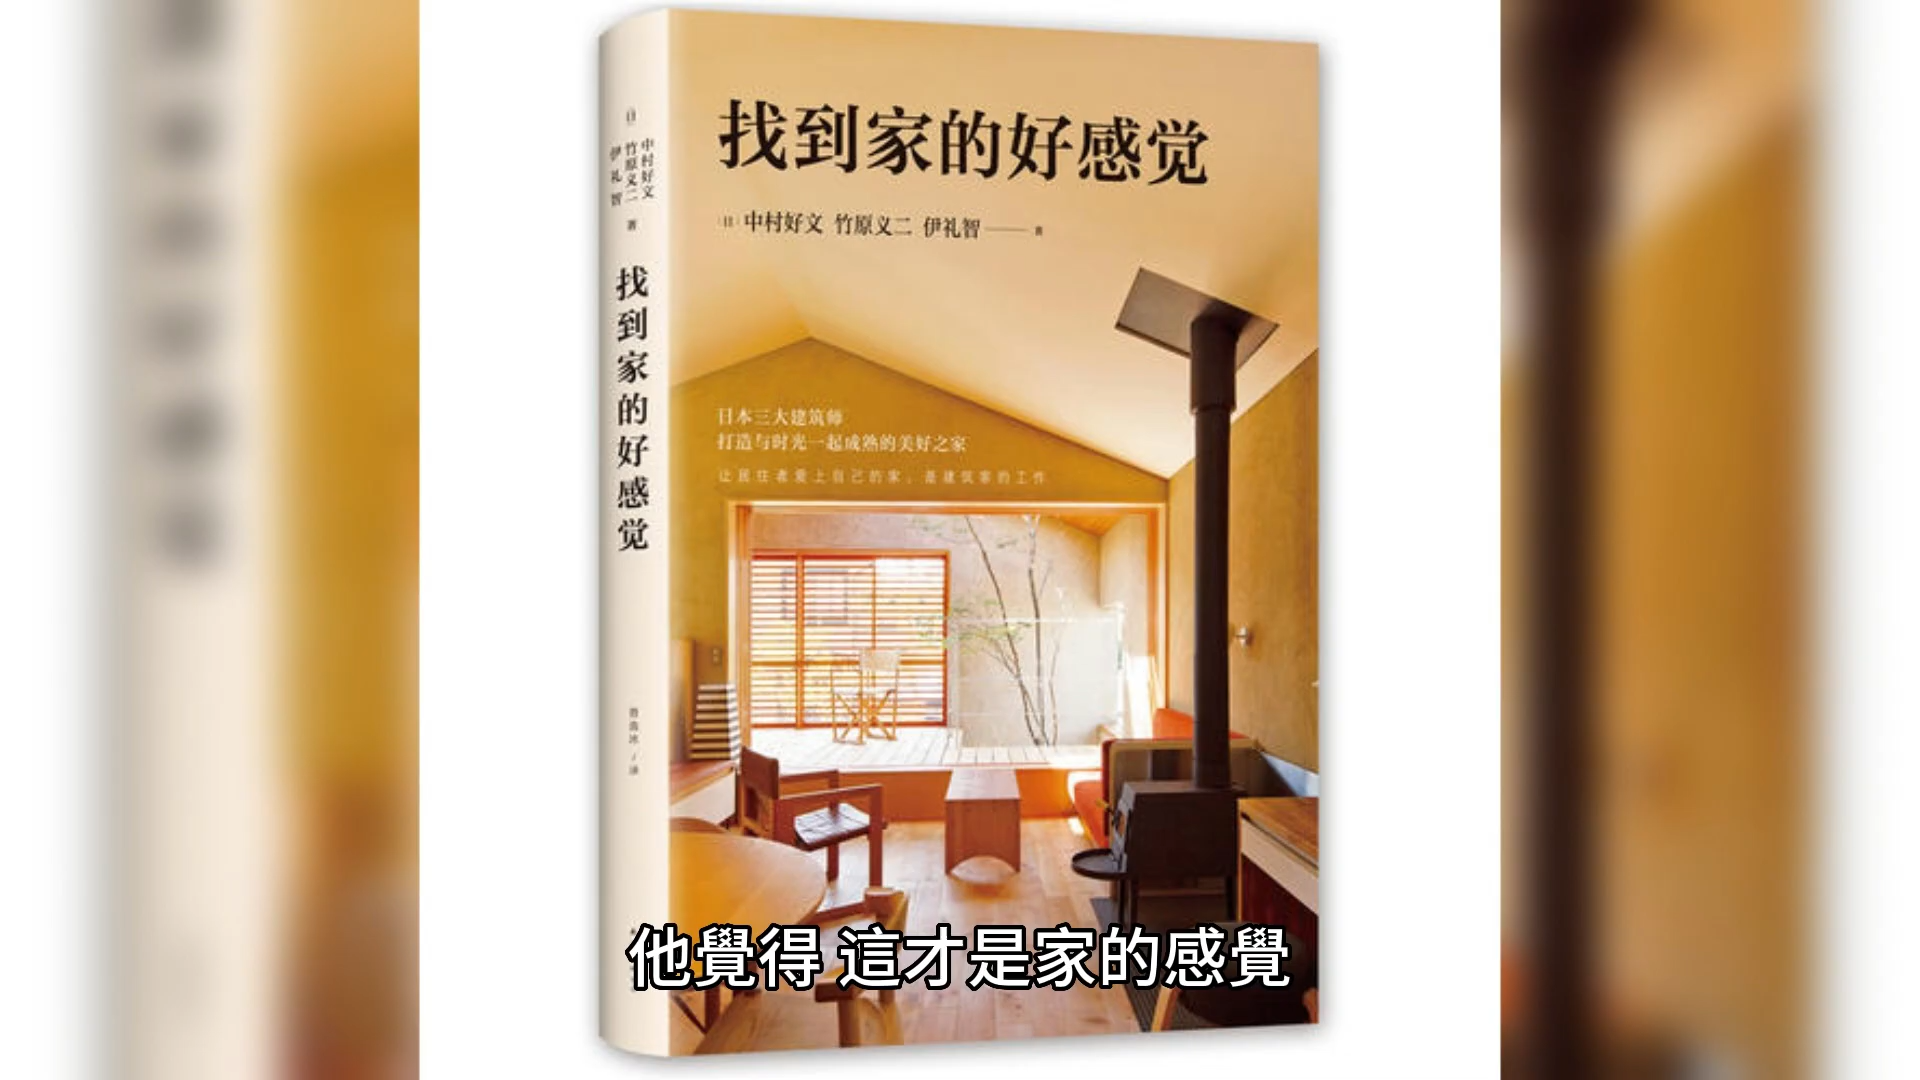 找到家的好感觉
[日] 中村好文 竹原义二 伊礼智 —— 著
日本三大建筑师
打造与时光一起成熟的美好之家
让居住者爱上自己的家，是建筑家的工作
[日]
中村好文
竹原义二
伊礼智
著
找到家的好感觉
他覺得 這才是家的感覺